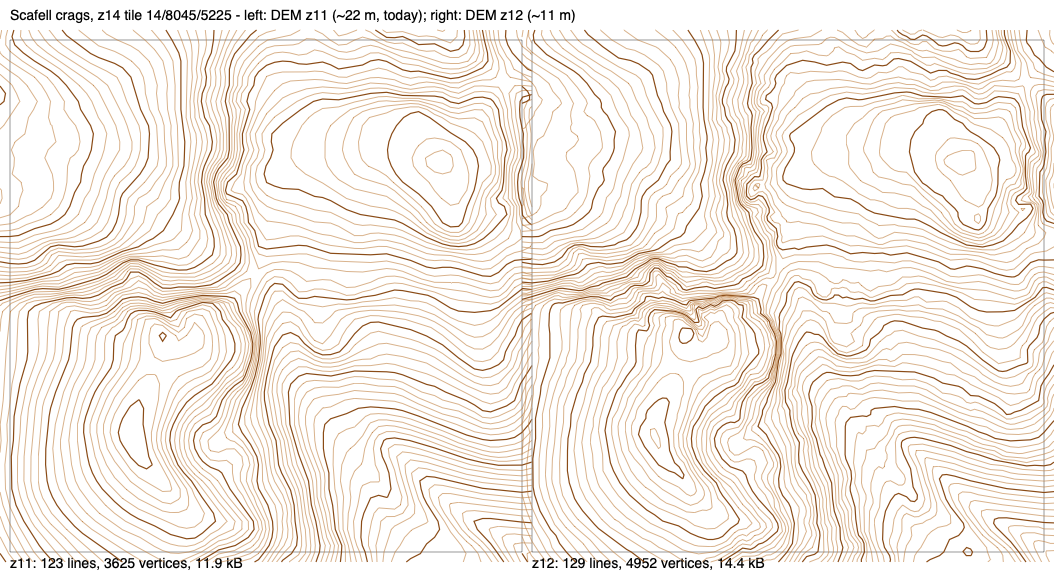 Scafell crags, z14 tile 14/8045/5225 - left: DEM z11 (~22 m, today); right: DEM z12 (~11 m)
z11: 123 lines, 3625 vertices, 11.9 kB
z12: 129 lines, 4952 vertices, 14.4 kB